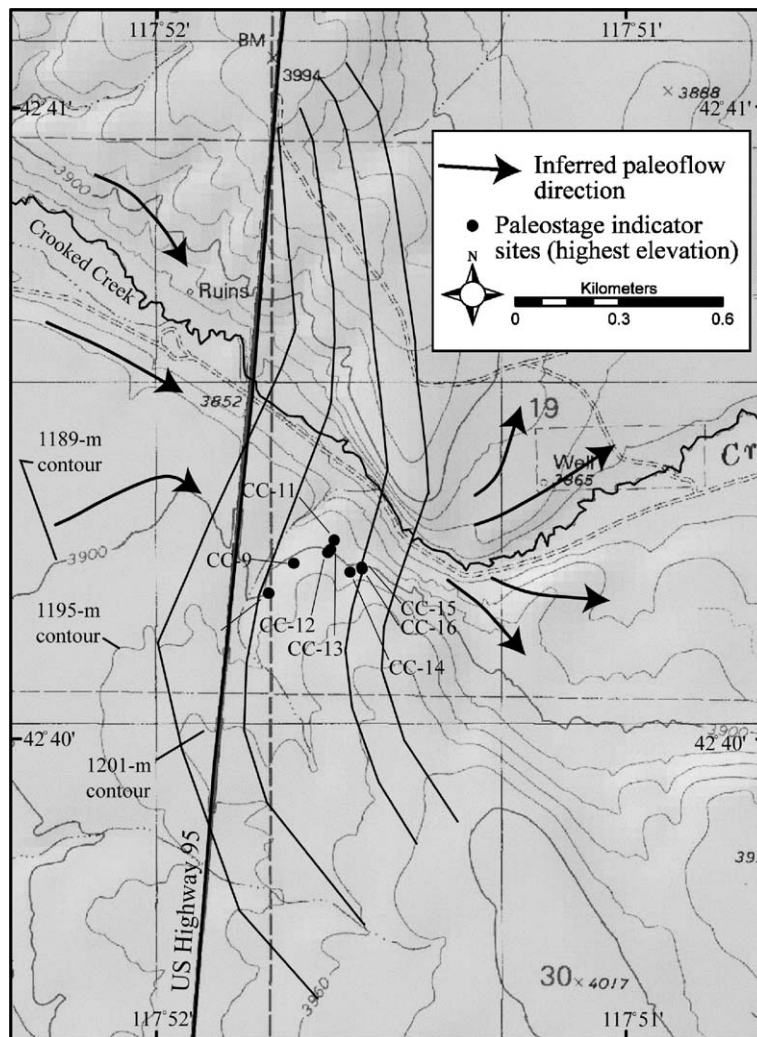 117°52'
117°51'
BM
3994
3888
42°41'
42°41'
Inferred paleoflow
direction
Paleostage indicator
sites (highest elevation)
N
Kilometers
0
0.3
0.6
3900
Crooked Creek
Ruins
3852
19
Well
3865
Cr
1189-m
contour
CC-11
3900
CC-9
1195-m
contour
CC-12
CC-13
CC-15
CC-16
CC-14
3900
42°40'
42°40'
1201-m
contour
US Highway 95
3960
30
4017
117°52'
117°51'